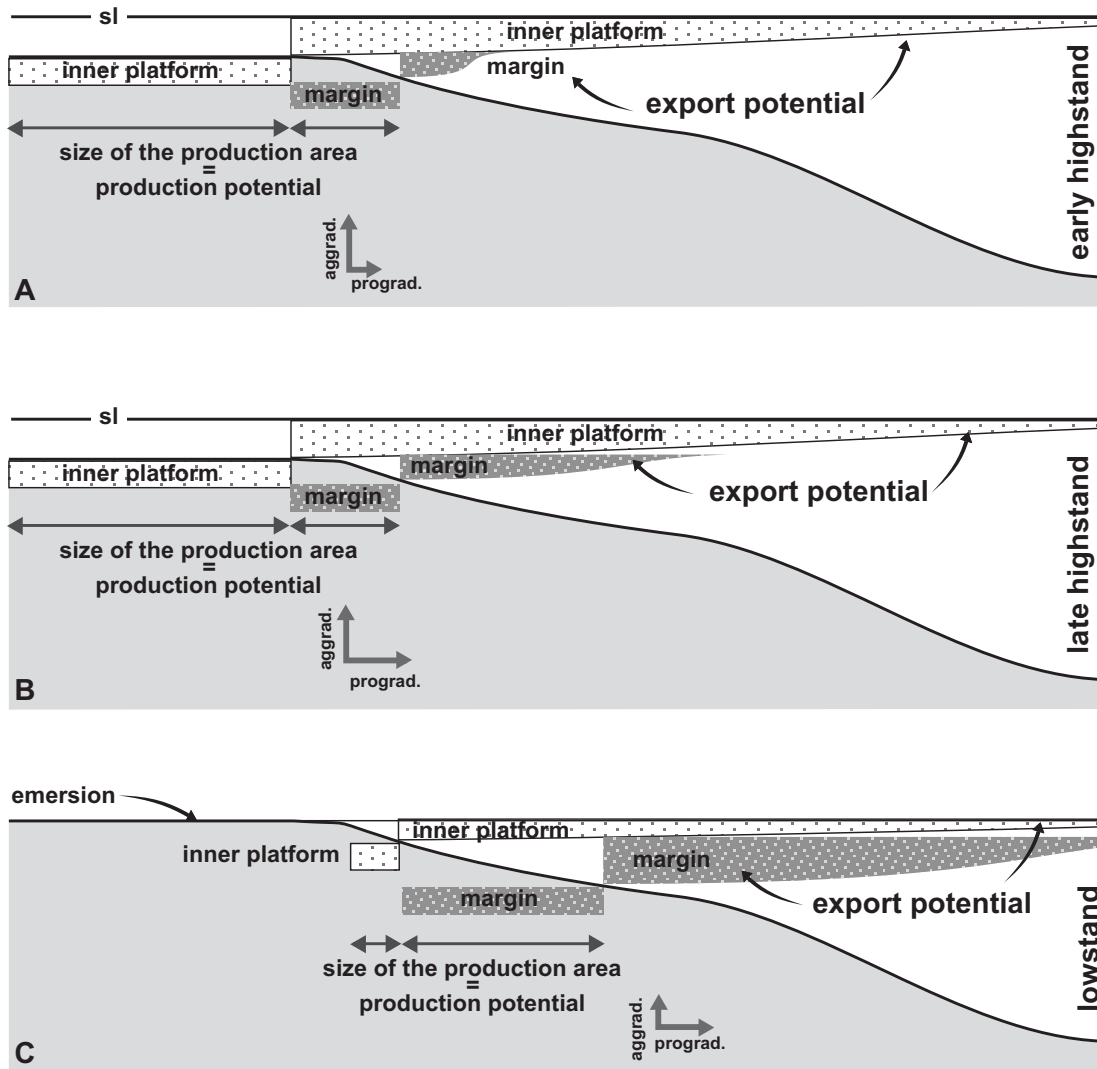 sl
inner platform
inner platform
margin
margin
export potential
size of the production area
=
production potential
early highstand
aggrad.
prograd.
A
sl
inner platform
margin
inner platform
margin
export potential
size of the production area
=
production potential
late highstand
aggrad.
prograd.
B
emersion
inner platform
inner platform
margin
margin
export potential
size of the production area
=
production potential
lowstand
aggrad.
prograd.
C